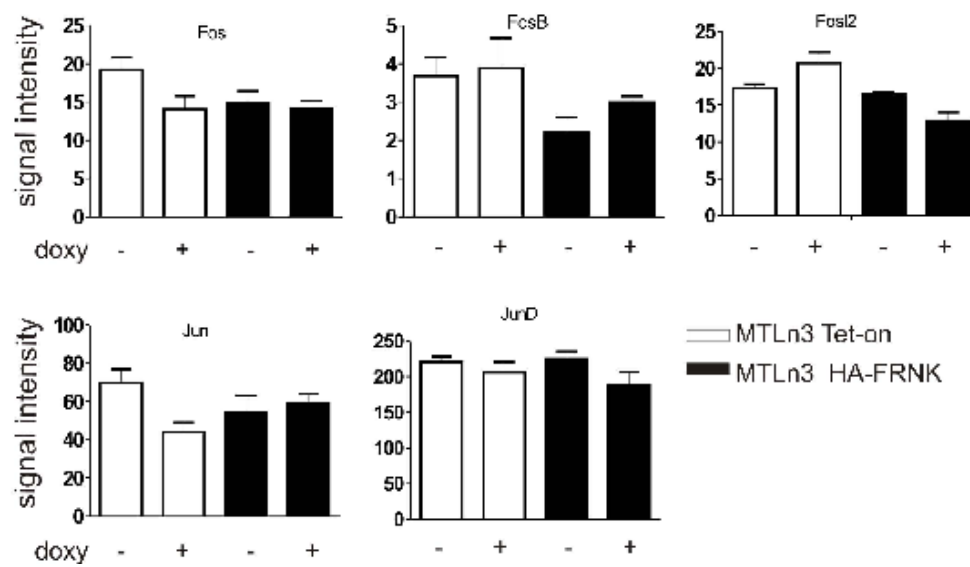 Fos
signal intensity
25
20
15
10
5
0
doxy - + - +
FosB
5
4
3
2
1
0
- + - +
Fosl2
25
20
15
10
5
0
- + - +
Jun
signal intensity
100
80
60
40
20
0
doxy - + - +
JunD
250
200
150
100
50
0
- + - +
MTLn3 Tet-on
MTLn3 HA-FRNK